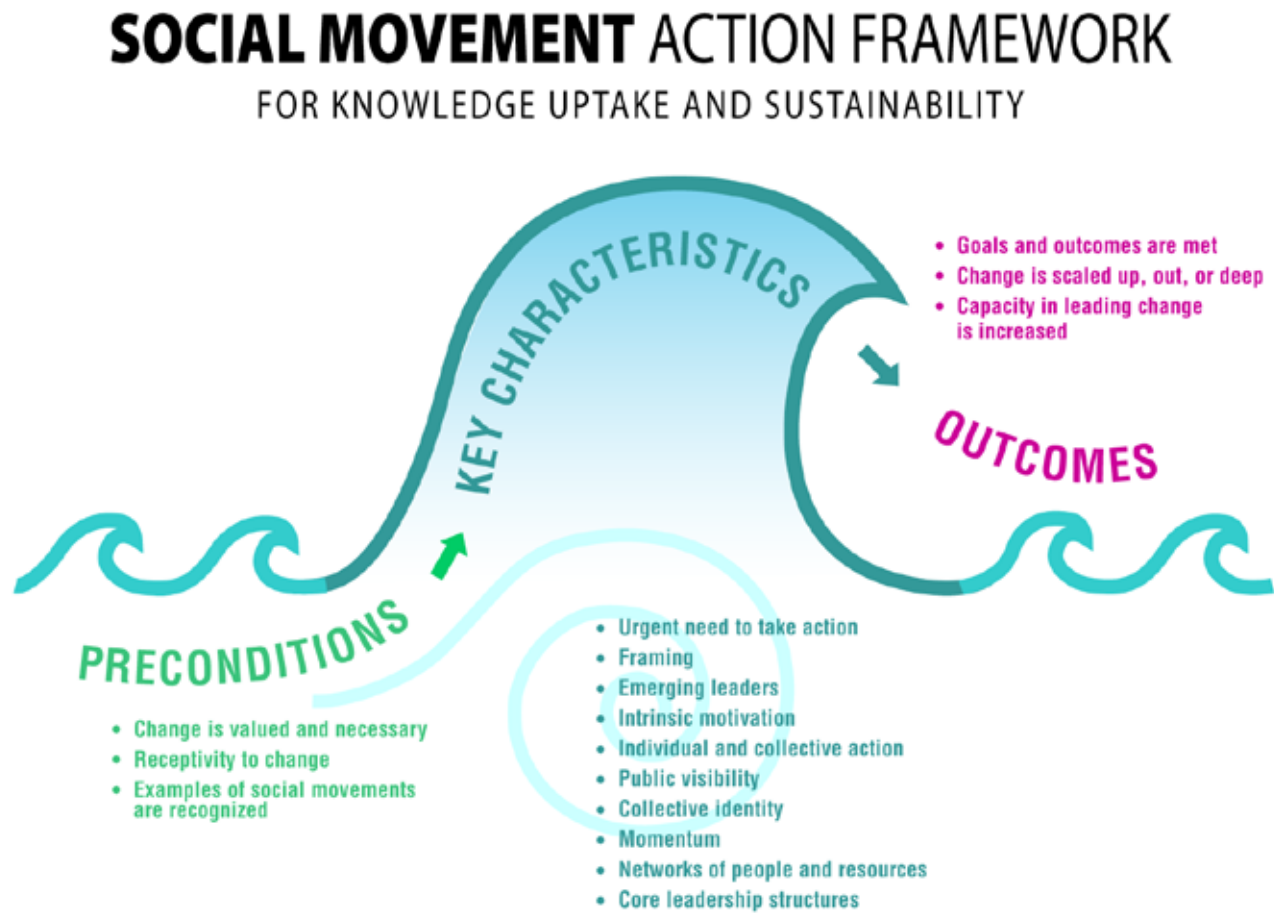 SOCIAL MOVEMENT ACTION FRAMEWORK
FOR KNOWLEDGE UPTAKE AND SUSTAINABILITY
PRECONDITIONS
• Change is valued and necessary
• Receptivity to change
• Examples of social movements
are recognized
KEY CHARACTERISTICS
• Urgent need to take action
• Framing
• Emerging leaders
• Intrinsic motivation
• Individual and collective action
• Public visibility
• Collective identity
• Momentum
• Networks of people and resources
• Core leadership structures
• Goals and outcomes are met
• Change is scaled up, out, or deep
• Capacity in leading change
is increased
OUTCOMES